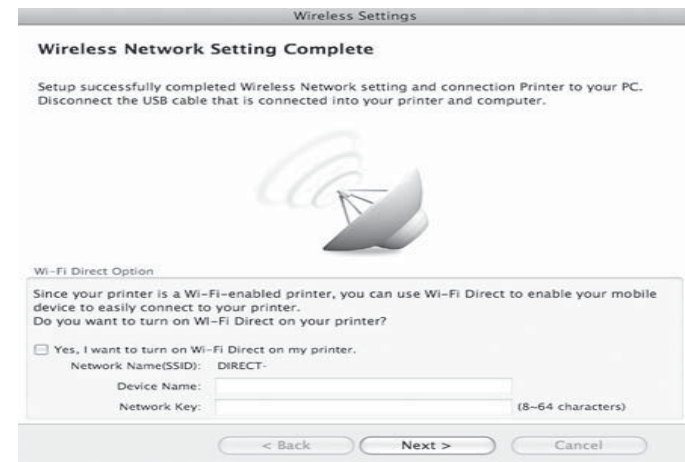 Wireless Settings
Wireless Network Setting Complete
Setup successfully completed Wireless Network setting and connection Printer to your PC.
Disconnect the USB cable that is connected into your printer and computer.
Wi-Fi Direct Option
Since your printer is a Wi-Fi-enabled printer, you can use Wi-Fi Direct to enable your mobile
device to easily connect to your printer.
Do you want to turn on WI-Fi Direct on your printer?
Yes, I want to turn on Wi-Fi Direct on my printer.
Network Name(SSID): DIRECT-
Device Name:
Network Key: (8~64 characters)
< Back Next > Cancel